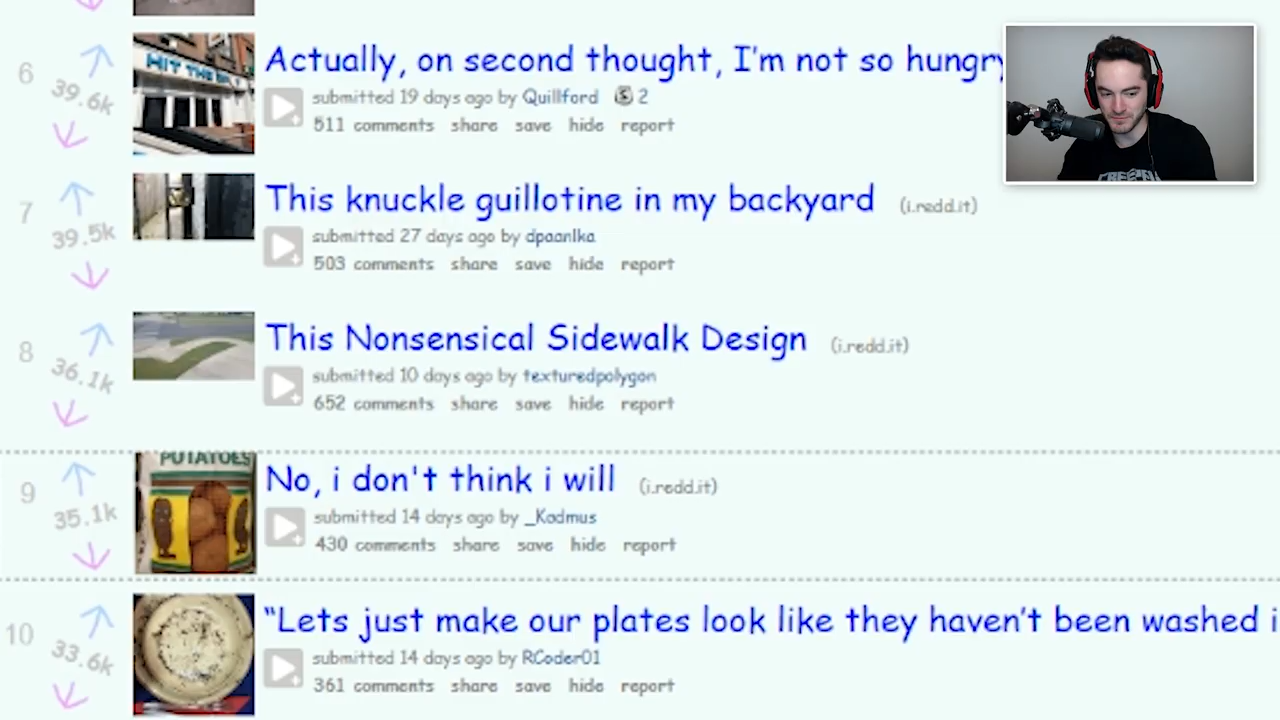 6
39.6k
HIT THE
Actually, on second thought, I'm not so hungry
submitted 19 days ago by Quillford S 2
511 comments share save hide report
7
39.5k
This knuckle guillotine in my backyard (i.redd.it)
submitted 27 days ago by dpaanlka
503 comments share save hide report
8
36.1k
This Nonsensical Sidewalk Design (i.redd.it)
submitted 10 days ago by texturedpolygon
652 comments share save hide report
9
35.1k
POTATOES
No, i don't think i will (i.redd.it)
submitted 14 days ago by _Kadmus
430 comments share save hide report
10
33.6k
“Lets just make our plates look like they haven't been washed i
submitted 14 days ago by RCoder01
361 comments share save hide report